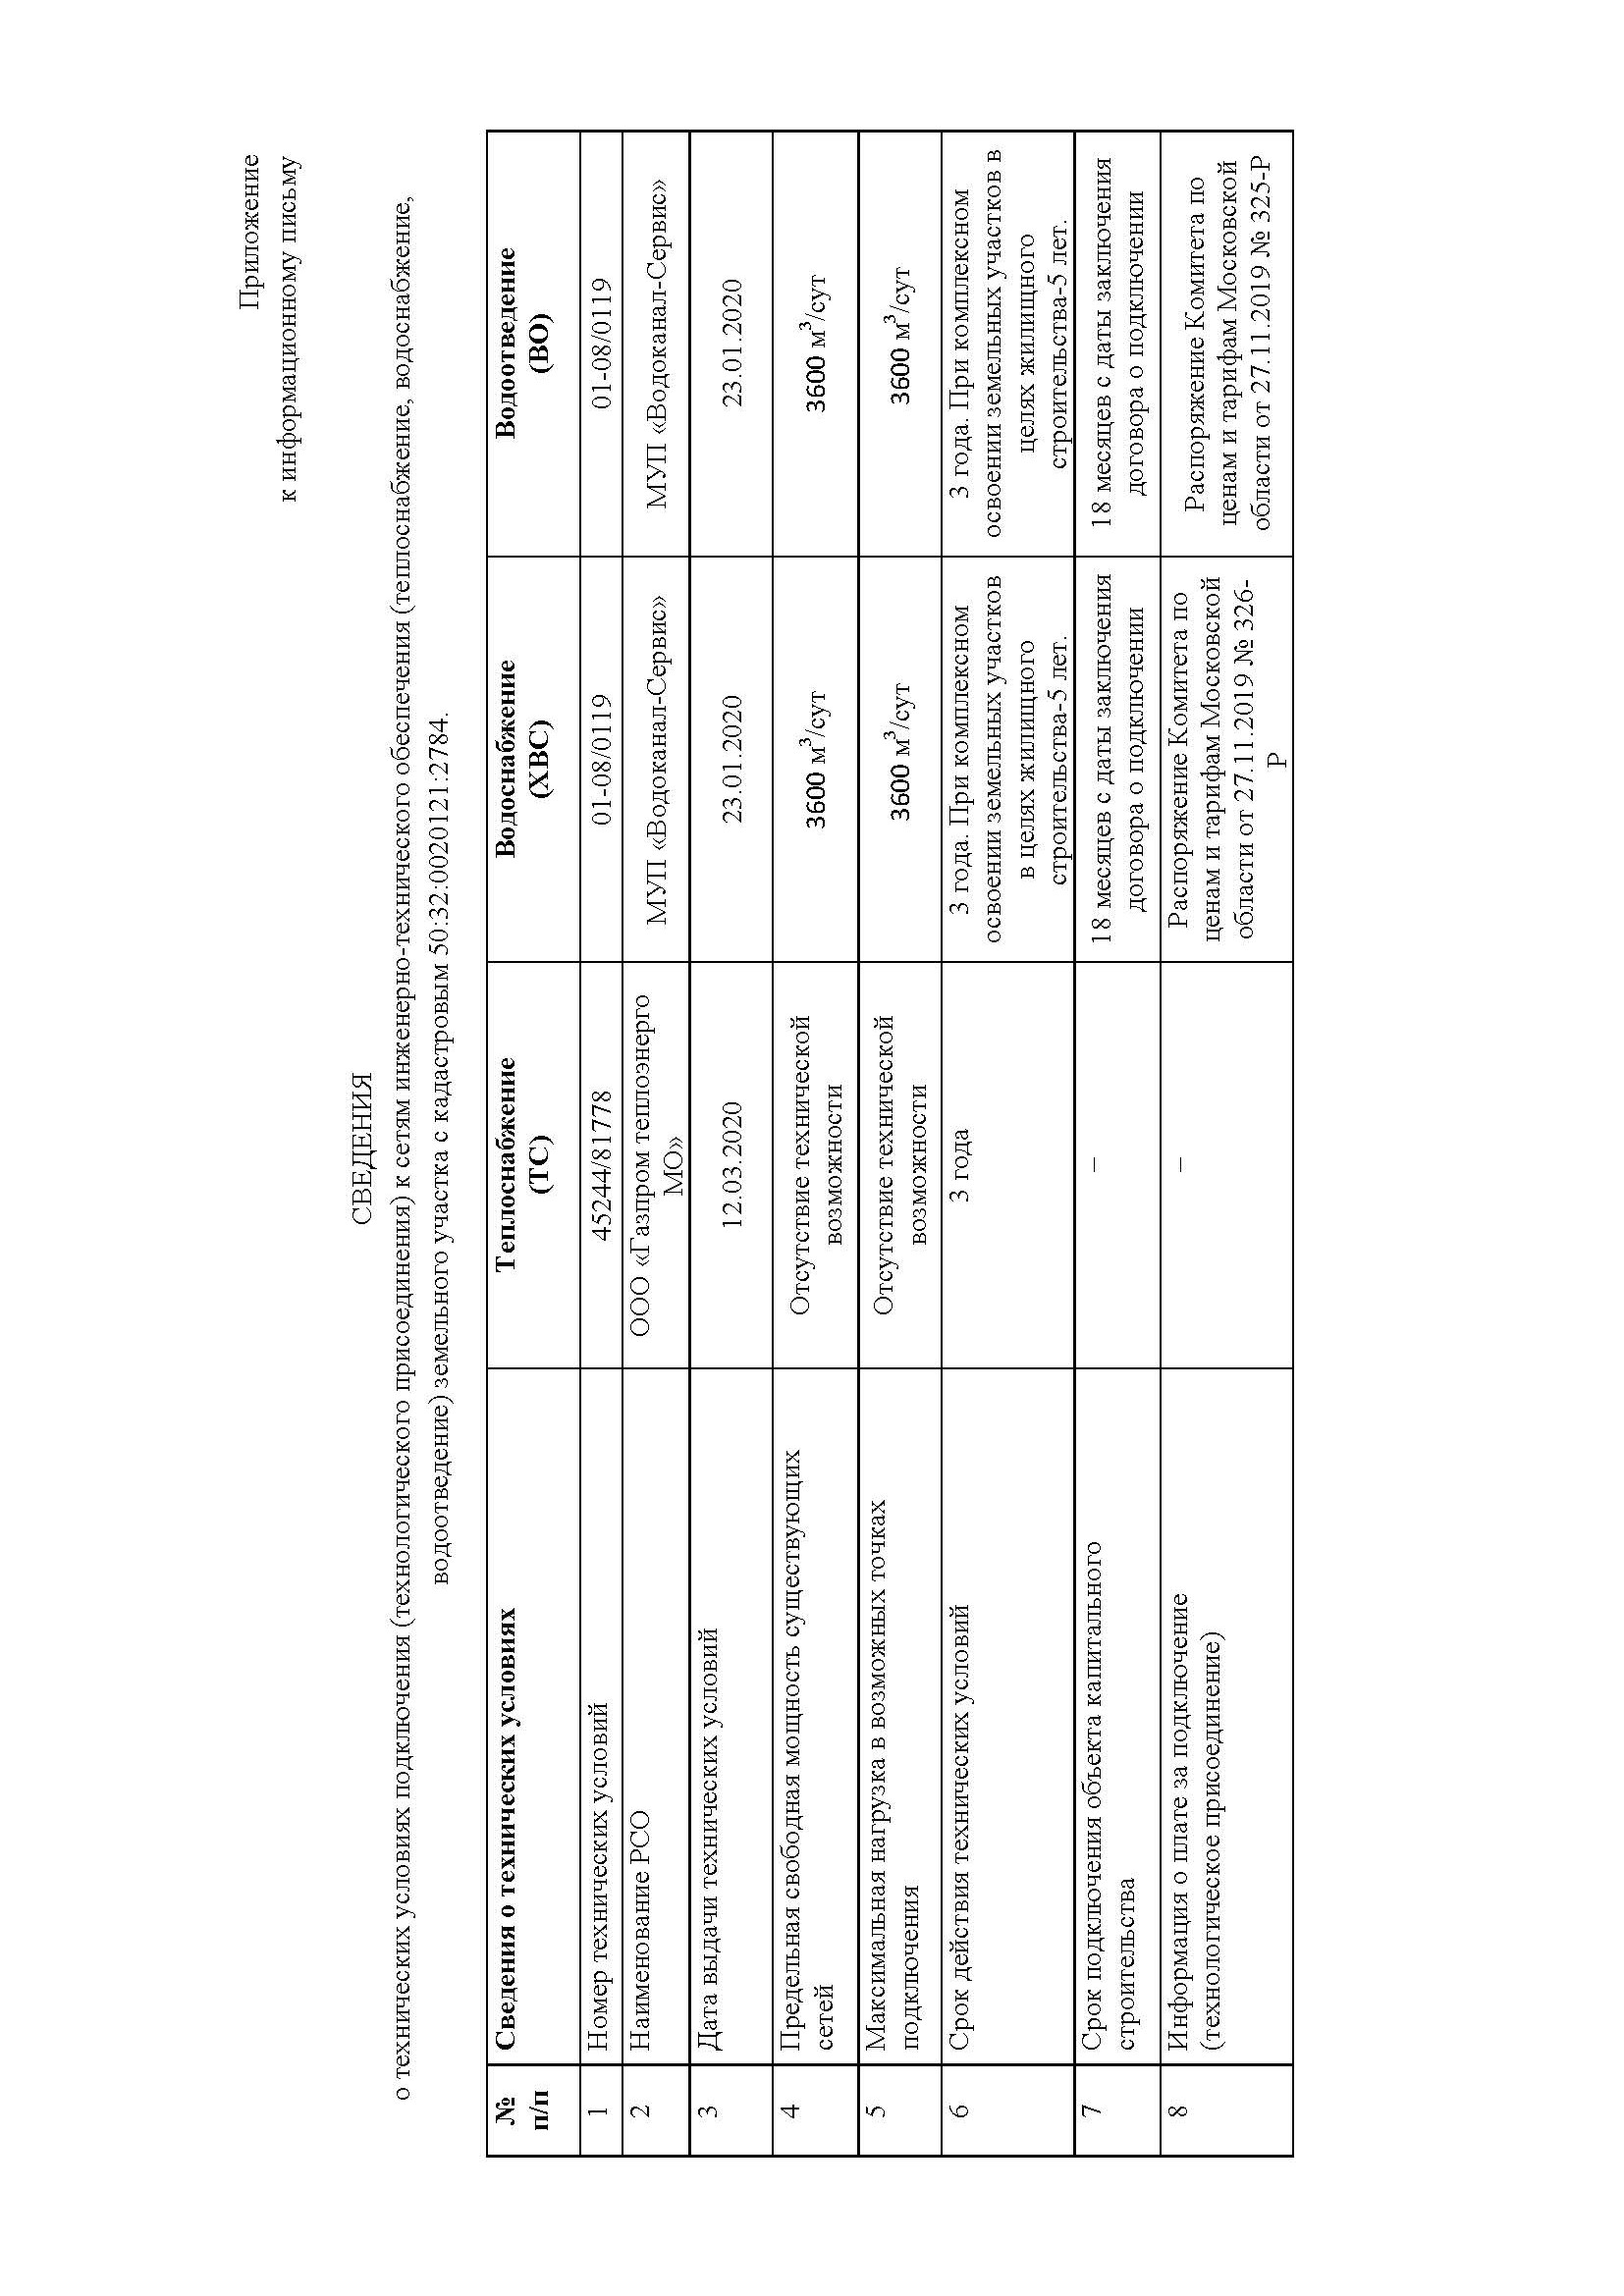 Приложение
к информационному письму
СВЕДЕНИЯ
о технических условиях подключения (технологического присоединения) к сетям инженерно-технического обеспечения (теплоснабжение, водоснабжение,
водоотведение) земельного участка с кадастровым 50:32:0020121:2784.
№
п/п
Сведения о технических условиях
Теплоснабжение
(ТС)
Водоснабжение
(ХВС)
Водоотведение
(ВО)
1
Номер технических условий
45244/81778
01-08/0119
01-08/0119
2
Наименование РСО
ООО «Газпром теплоэнерго
МО»
МУП «Водоканал-Сервис»
МУП «Водоканал-Сервис»
3
Дата выдачи технических условий
12.03.2020
23.01.2020
23.01.2020
4
Предельная свободная мощность существующих
сетей
Отсутствие технической
возможности
3600 м³/сут
3600 м³/сут
5
Максимальная нагрузка в возможных точках
подключения
Отсутствие технической
возможности
3600 м³/сут
3600 м³/сут
6
Срок действия технических условий
3 года
3 года. При комплексном
освоении земельных участков
в целях жилищного
строительства-5 лет.
3 года. При комплексном
освоении земельных участков в
целях жилищного
строительства-5 лет.
7
Срок подключения объекта капитального
строительства
–
18 месяцев с даты заключения
договора о подключении
18 месяцев с даты заключения
договора о подключении
8
Информация о плате за подключение
(технологическое присоединение)
–
Распоряжение Комитета по
ценам и тарифам Московской
области от 27.11.2019 № 326-
Р
Распоряжение Комитета по
ценам и тарифам Московской
области от 27.11.2019 № 325-Р